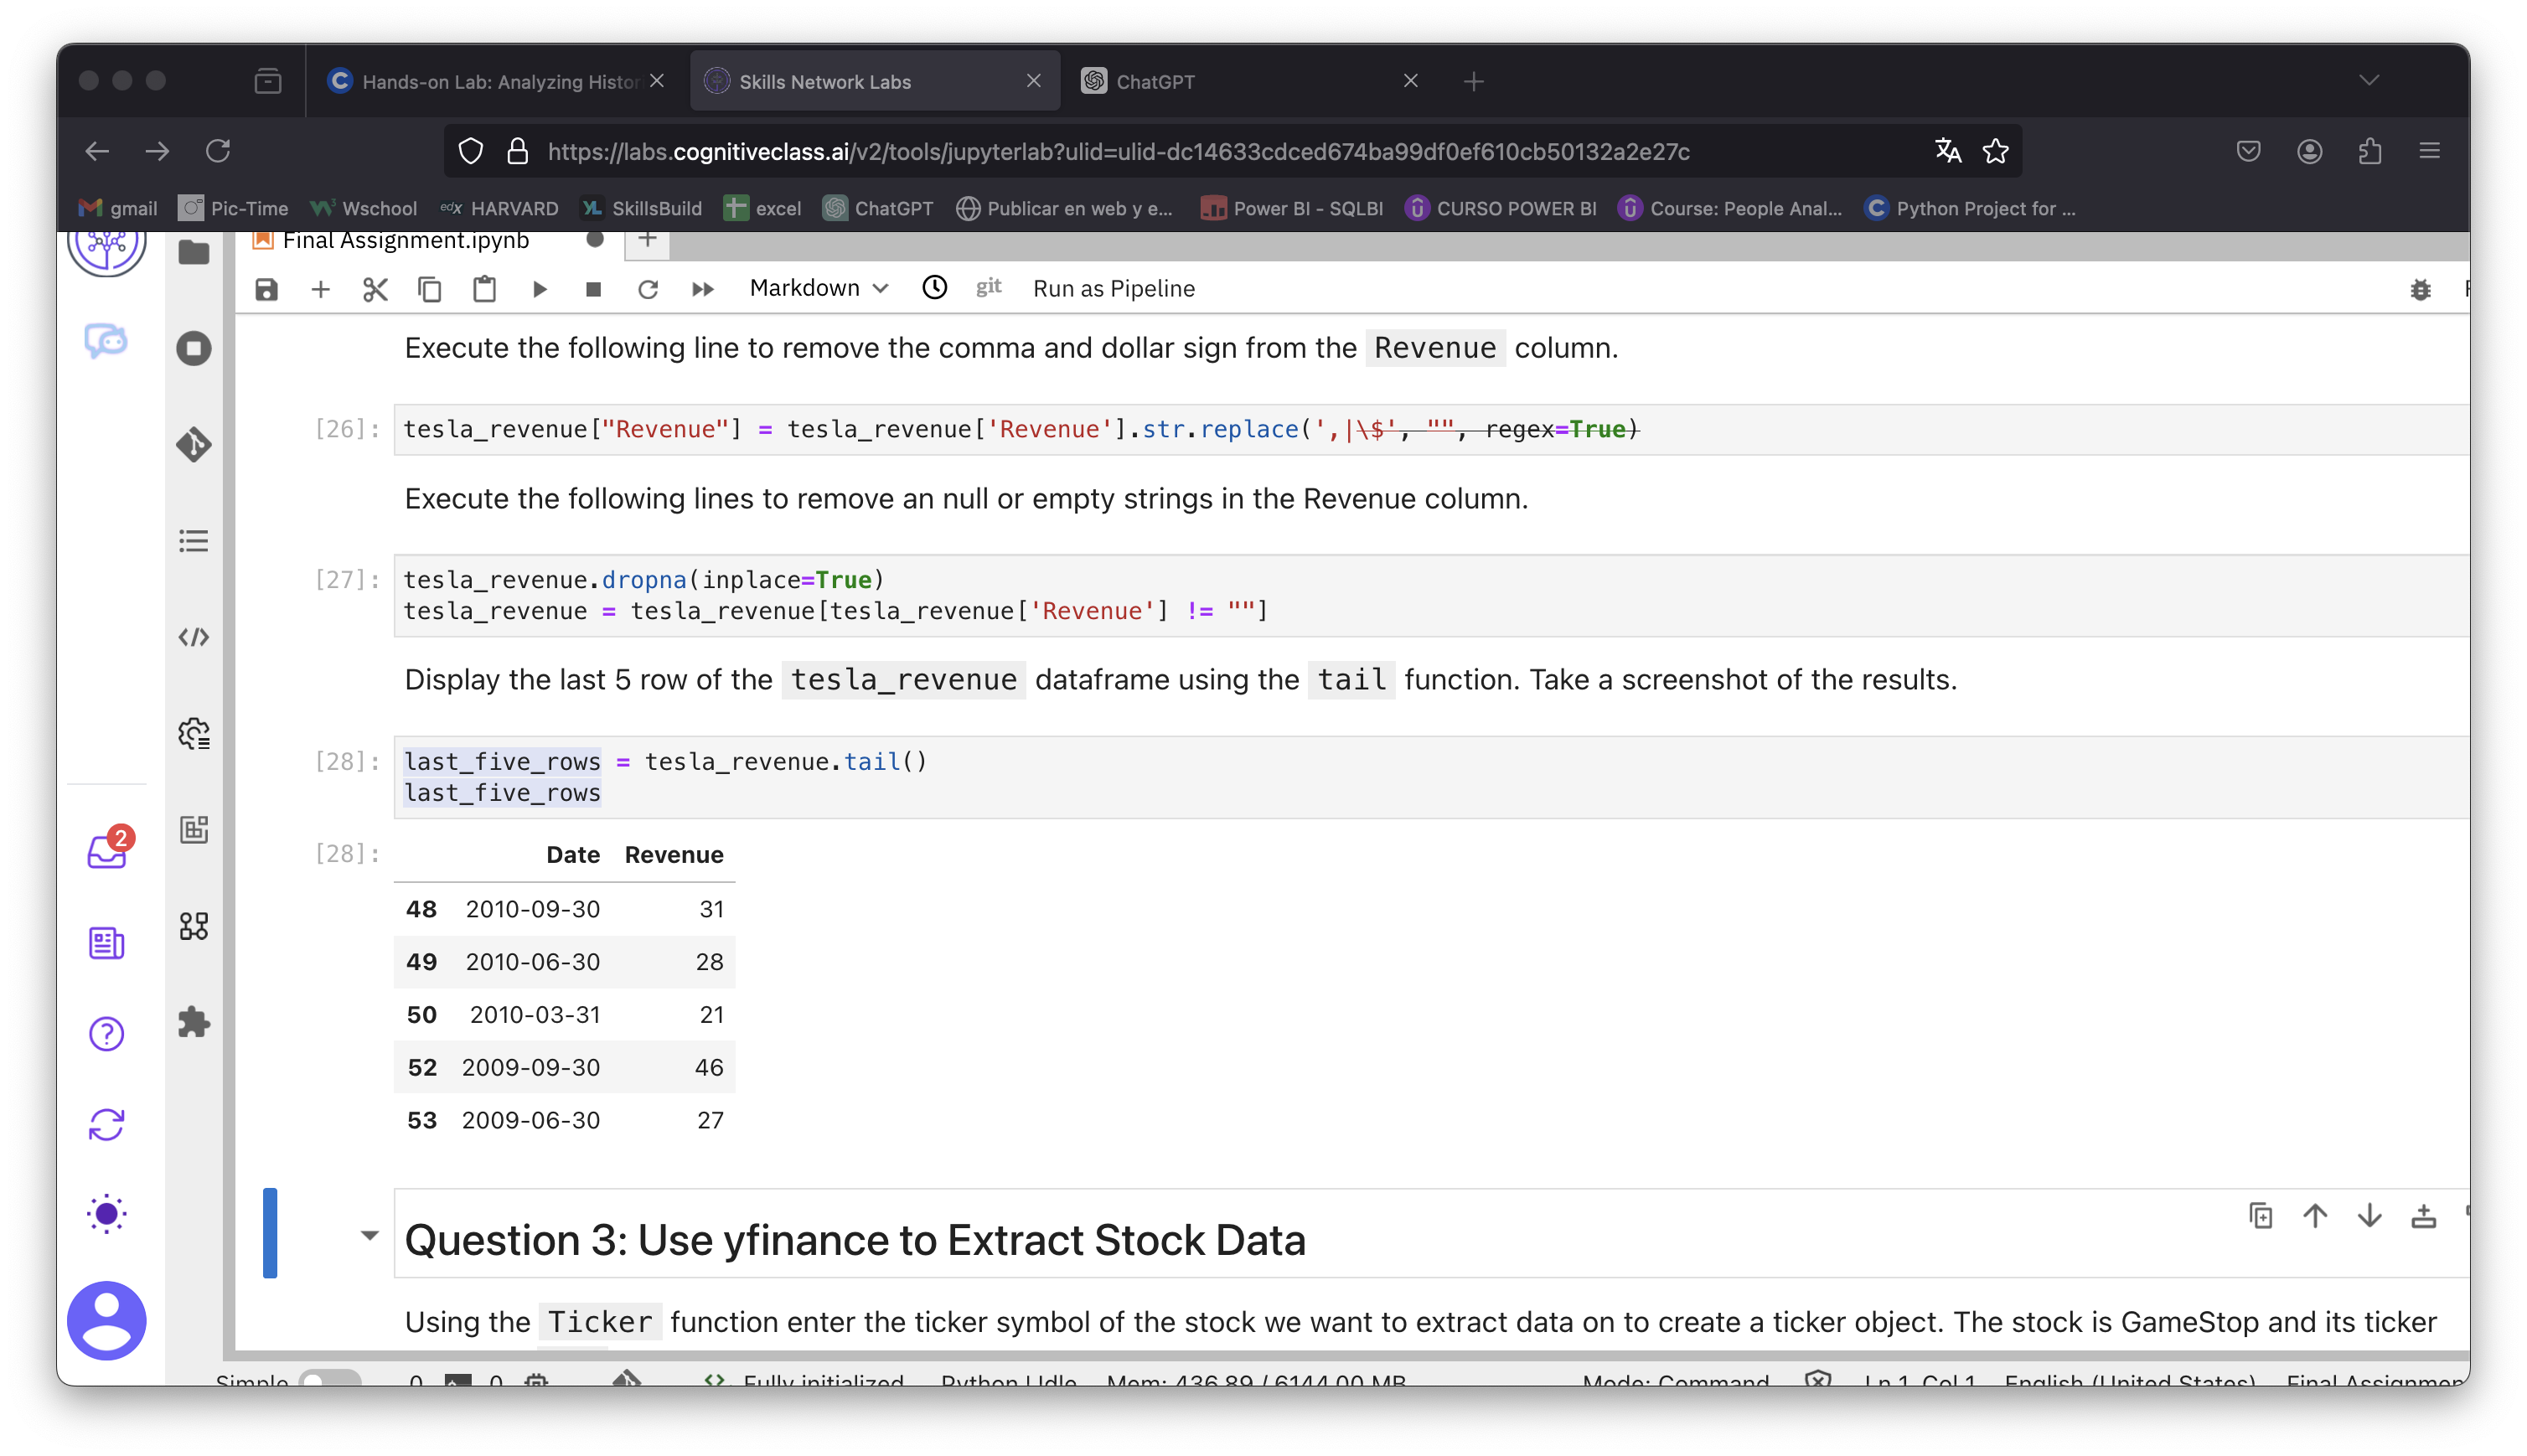 Hands-on Lab: Analyzing Histor
Skills Network Labs
ChatGPT
https://labs.cognitiveclass.ai/v2/tools/jupyterlab?ulid=ulid-dc14633cdced674ba99df0ef610cb50132a2e27c
gmail
Pic-Time
Wschool
edX HARVARD
YL SkillsBuild
excel
ChatGPT
Publicar en web y e...
Power BI - SQLBI
CURSO POWER BI
Course: People Anal...
Python Project for ...
Final Assignment.ipynb
Markdown
git
Run as Pipeline
Execute the following line to remove the comma and dollar sign from the Revenue column.
[26]: tesla_revenue["Revenue"] = tesla_revenue['Revenue'].str.replace(',|\$', "", regex=True)
Execute the following lines to remove an null or empty strings in the Revenue column.
[27]: tesla_revenue.dropna(inplace=True)
tesla_revenue = tesla_revenue[tesla_revenue['Revenue'] != ""]
Display the last 5 row of the tesla_revenue dataframe using the tail function. Take a screenshot of the results.
[28]: last_five_rows = tesla_revenue.tail()
last_five_rows
[28]: Date Revenue
48 2010-09-30 31
49 2010-06-30 28
50 2010-03-31 21
52 2009-09-30 46
53 2009-06-30 27
2
Question 3: Use yfinance to Extract Stock Data
Using the Ticker function enter the ticker symbol of the stock we want to extract data on to create a ticker object. The stock is GameStop and its ticker
Simple 0 0 Fully initialized Python | Idle Mem: 436.89 / 6144.00 MB Mode: Command Ln 1, Col 1 English (United States) Final Assignmen